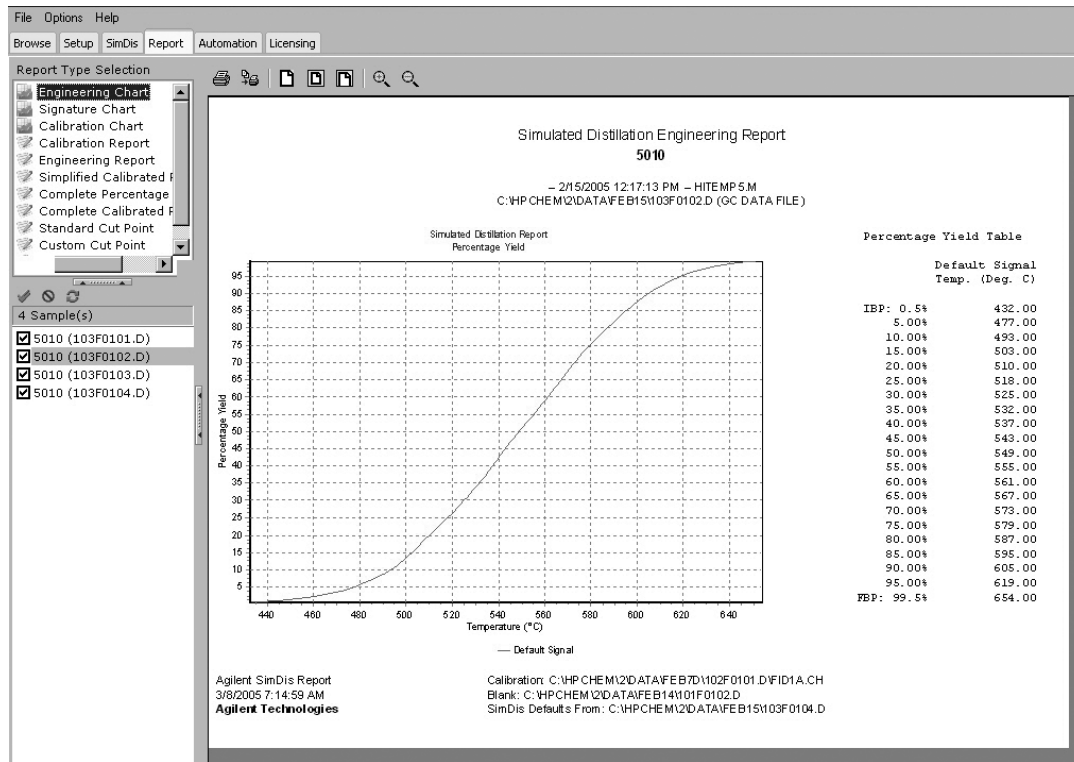 File Options Help
Browse Setup SimDis Report Automation Licensing
Report Type Selection
Engineering Chart
Signature Chart
Calibration Chart
Calibration Report
Engineering Report
Simplified Calibrated R
Complete Percentage
Complete Calibrated R
Standard Cut Point
Custom Cut Point
4 Sample(s)
5010 (103F0101.D)
5010 (103F0102.D)
5010 (103F0103.D)
5010 (103F0104.D)
Simulated Distillation Engineering Report
5010
– 2/15/2005 12:17:13 PM – HITEMP5.M
C:\HPCHEM\2\DATA\FEB15\103F0102.D (GC DATA FILE)
Simulated Distillation Report
Percentage Yield
95
90
85
80
75
70
65
60
55
50
45
40
35
30
25
20
15
10
5
Percentage Yield
440 460 480 500 520 540 560 580 600 620 640
Temperature (°C)
Default Signal
Percentage Yield Table
Default Signal
Temp. (Deg. C)
IBP: 0.5% 432.00
5.00% 477.00
10.00% 493.00
15.00% 503.00
20.00% 510.00
25.00% 518.00
30.00% 525.00
35.00% 532.00
40.00% 537.00
45.00% 543.00
50.00% 549.00
55.00% 555.00
60.00% 561.00
65.00% 567.00
70.00% 573.00
75.00% 579.00
80.00% 587.00
85.00% 595.00
90.00% 605.00
95.00% 619.00
FBP: 99.5% 654.00
Agilent SimDis Report
3/8/2005 7:14:59 AM
Agilent Technologies
Calibration: C:\HPCHEM\2\DATA\FEB7D\102F0101.D\FID1A.CH
Blank: C:\HPCHEM\2\DATA\FEB14\101F0102.D
SimDis Defaults From: C:\HPCHEM\2\DATA\FEB15\103F0104.D